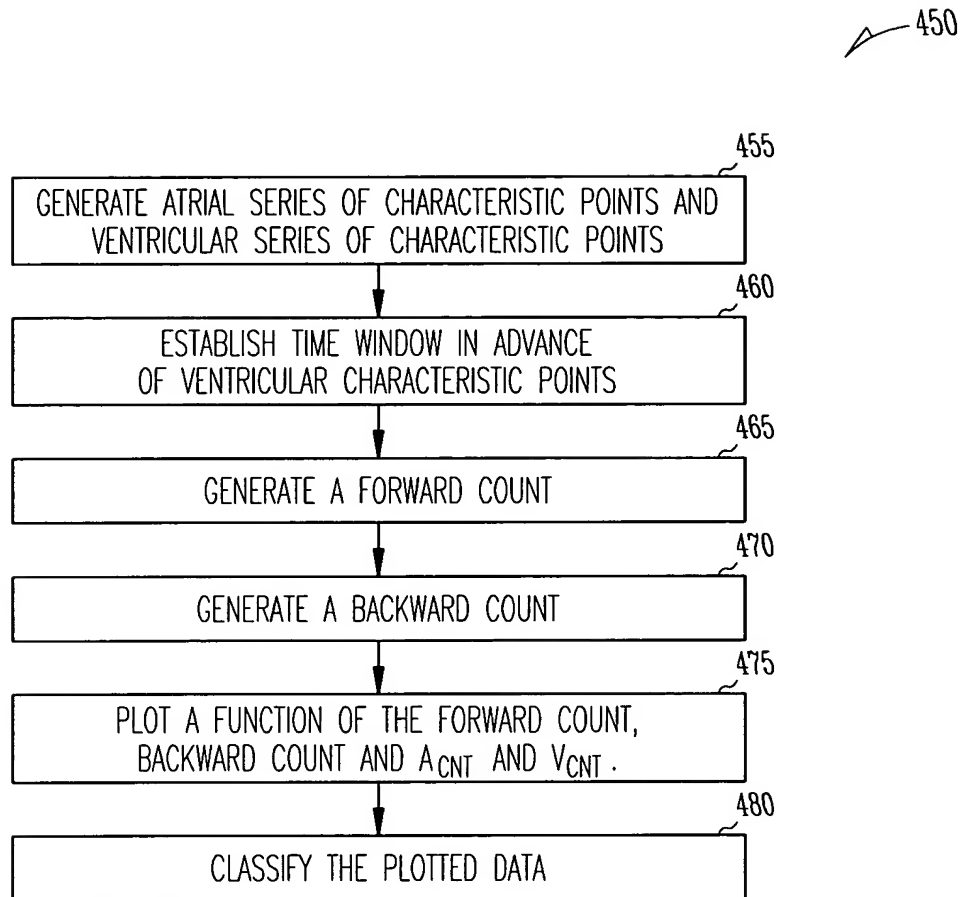 450
455
GENERATE ATRIAL SERIES OF CHARACTERISTIC POINTS AND
VENTRICULAR SERIES OF CHARACTERISTIC POINTS
460
ESTABLISH TIME WINDOW IN ADVANCE
OF VENTRICULAR CHARACTERISTIC POINTS
465
GENERATE A FORWARD COUNT
470
GENERATE A BACKWARD COUNT
475
PLOT A FUNCTION OF THE FORWARD COUNT,
BACKWARD COUNT AND ACNT AND VCNT.
480
CLASSIFY THE PLOTTED DATA